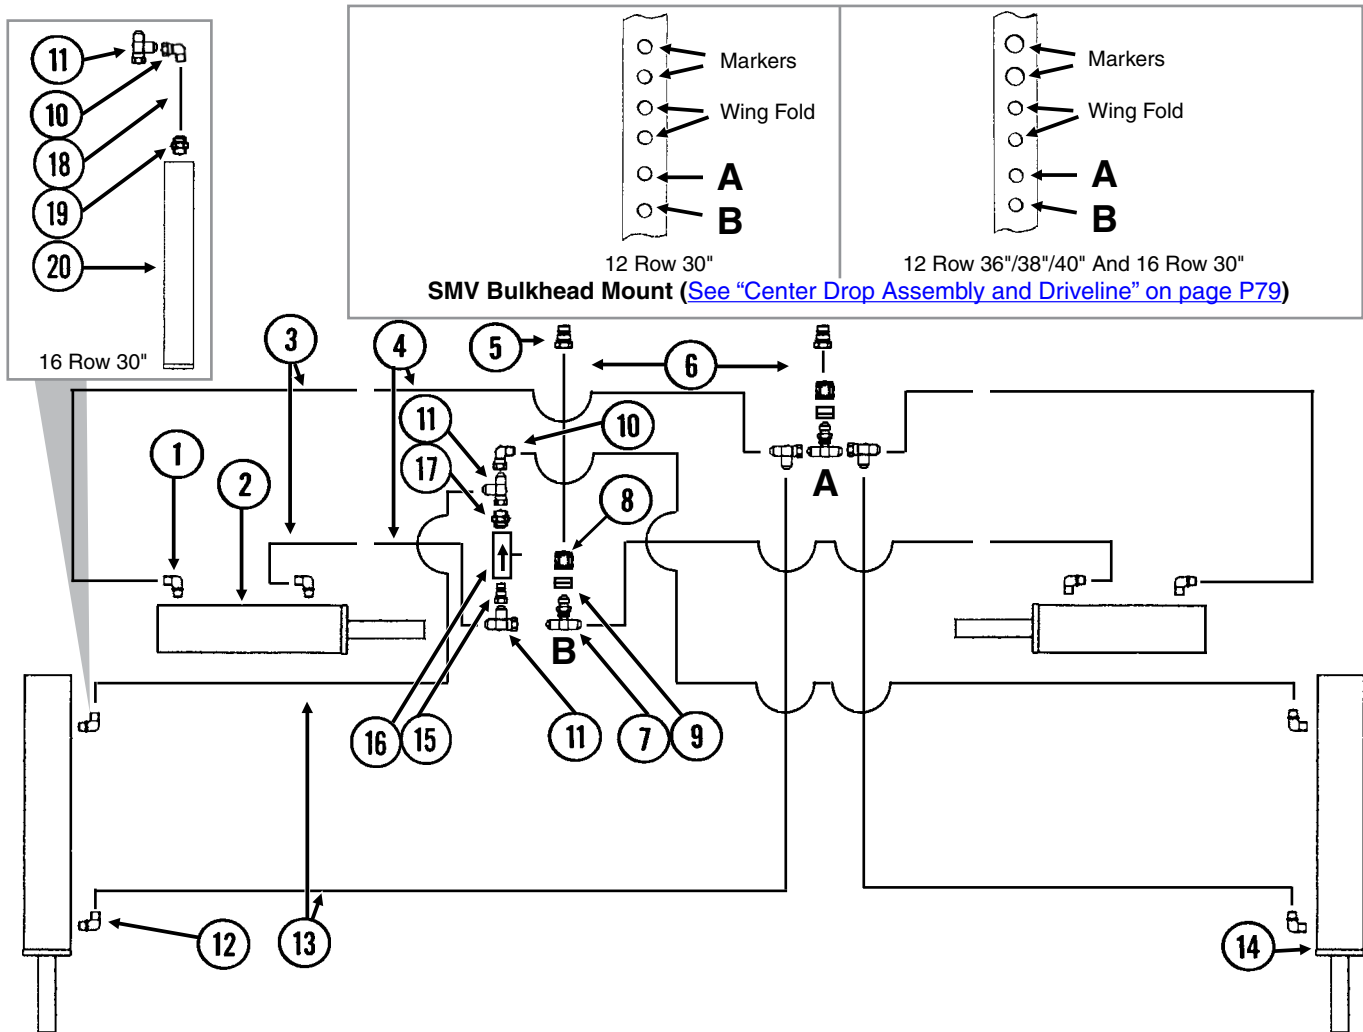 11
10
18
19
20
16 Row 30"
Markers
Wing Fold
A
B
12 Row 30"
Markers
Wing Fold
A
B
12 Row 36"/38"/40" And 16 Row 30"
SMV Bulkhead Mount (See “Center Drop Assembly and Driveline” on page P79)
3
4
5
6
11
10
1
2
17
8
A
B
16
15
11
7
9
12
13
14